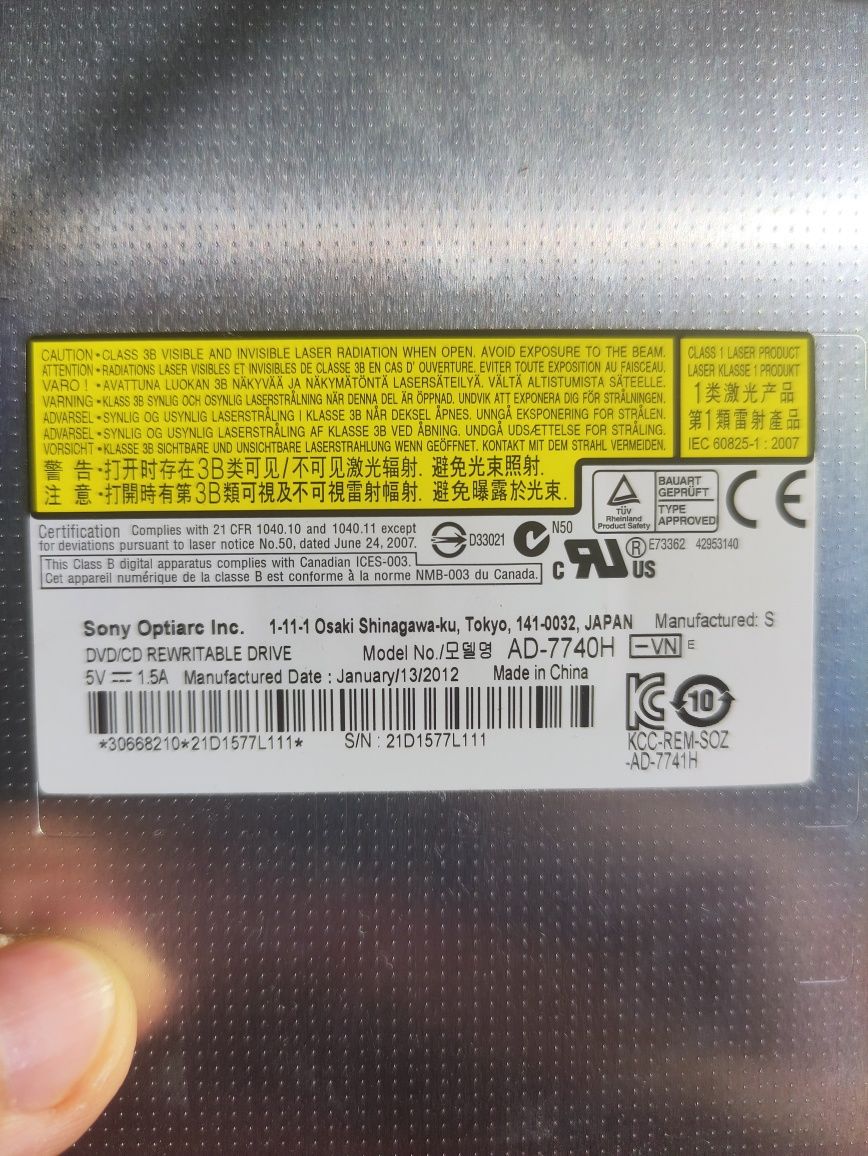 CAUTION - CLASS 3B VISIBLE AND INVISIBLE LASER RADIATION WHEN OPEN. AVOID EXPOSURE TO THE BEAM.
ATTENTION - RADIATIONS LASER VISIBLES ET INVISIBLES DE CLASSE 3B EN CAS D' OUVERTURE. EVITER TOUTE EXPOSITION AU FAISCEAU.
VARO ! - AVATTUNA LUOKAN 3B NÄKYVÄÄ JA NÄKYMÄTÖNTÄ LASERSÄTEILYÄ. VÄLTÄ ALTISTUMISTA SÄTEELLE.
VARNING - KLASS 3B SYNLIG OCH OSYNLIG LASERSTRÅLNING NÄR DENNA DEL ÄR ÖPPNAD. UNDVIK ATT EXPONERA DIG FÖR STRÅLNINGEN.
ADVARSEL - SYNLIG OG USYNLIG LASERSTRÅLING I KLASSE 3B NÅR DEKSEL ÅPNES. UNNGÅ EKSPONERING FOR STRÅLEN.
ADVARSEL - SYNLIG OG USYNLIG LASERSTRÅLING AF KLASSE 3B VED ÅBNING. UNDGÅ UDSÆTTELSE FOR STRÅLING.
VORSICHT - KLASSE 3B SICHTBARE UND UNSICHTBARE LASERSTRAHLUNG WENN GEÖFFNET. KONTAKT MIT DEM STRAHL VERMEIDEN.
警 告 - 打开时存在3B类可见/不可见激光辐射. 避免光束照射.
注 意 - 打開時有第3B類可視及不可視雷射幅射. 避免曝露於光束.
CLASS 1 LASER PRODUCT
LASER KLASSE 1 PRODUKT
1类激光产品
第1類雷射產品
IEC 60825-1 : 2007
Certification Complies with 21 CFR 1040.10 and 1040.11 except
for deviations pursuant to laser notice No.50, dated June 24, 2007.
This Class B digital apparatus complies with Canadian ICES-003.
Cet appareil numérique de la classe B est conforme à la norme NMB-003 du Canada.
D33021
N50
TÜV
Rheinland
Product Safety
BAUART
GEPRÜFT
TYPE
APPROVED
CE
C RU ® US
E73362 42953140
Sony Optiarc Inc. 1-11-1 Osaki Shinagawa-ku, Tokyo, 141-0032, JAPAN Manufactured: S
DVD/CD REWRITABLE DRIVE Model No./모델명 AD-7740H -VN E
5V 1.5A Manufactured Date : January/13/2012 Made in China
*30668210*21D1577L111* S/N : 21D1577L111
10
KCC-REM-SOZ
-AD-7741H